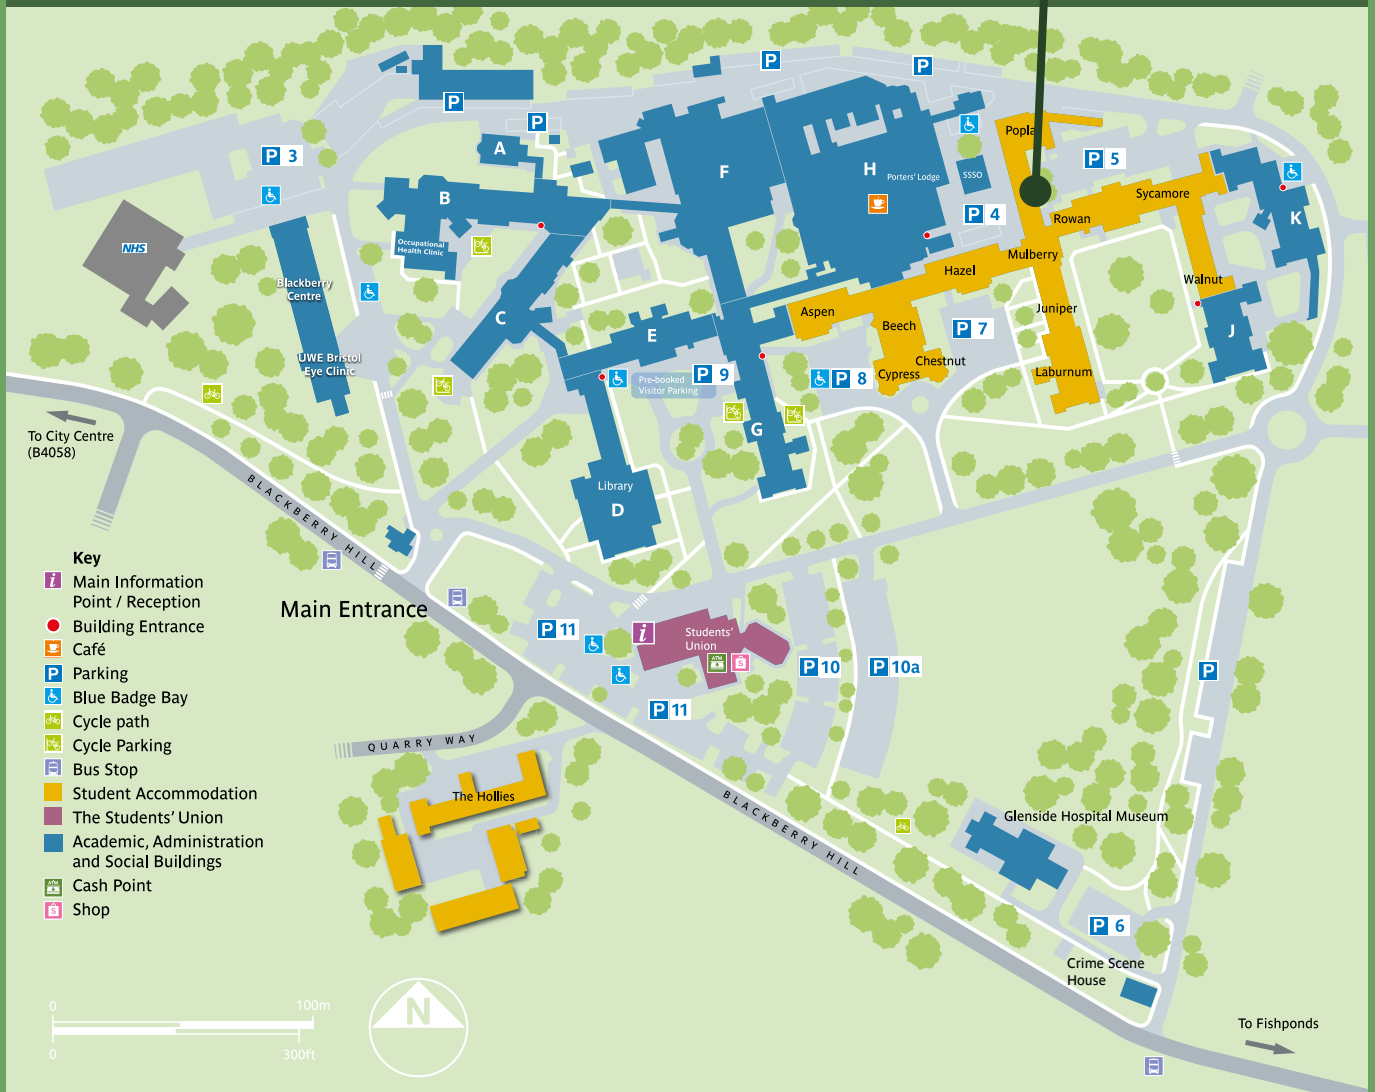 P
P
P
P
A
P 3
F
H
Porters' Lodge
SSSO
Poplar
P 5
Sycamore
K
B
Occupational
Health Clinic
NHS
P 4
Rowan
Mulberry
Hazel
Walnut
Blackberry
Centre
C
E
Aspen
Beech
Juniper
P 7
J
UWE Bristol
Eye Clinic
Chestnut
Cypress
Laburnum
Pre-booked
Visitor Parking
P 9
P 8
G
To City Centre
(B4058)
BLACKBERRY HILL
Library
D
Main Entrance
Key
i Main Information
Point / Reception
Building Entrance
Café
P Parking
Blue Badge Bay
Cycle path
Cycle Parking
Bus Stop
Student Accommodation
The Students' Union
Academic, Administration
and Social Buildings
ATM Cash Point
S Shop
P 11
i
Students'
Union
ATM
S
P 10
P 10a
P
P 11
QUARRY WAY
The Hollies
BLACKBERRY HILL
Glenside Hospital Museum
P 6
Crime Scene
House
To Fishponds
0 100m
0 300ft
N